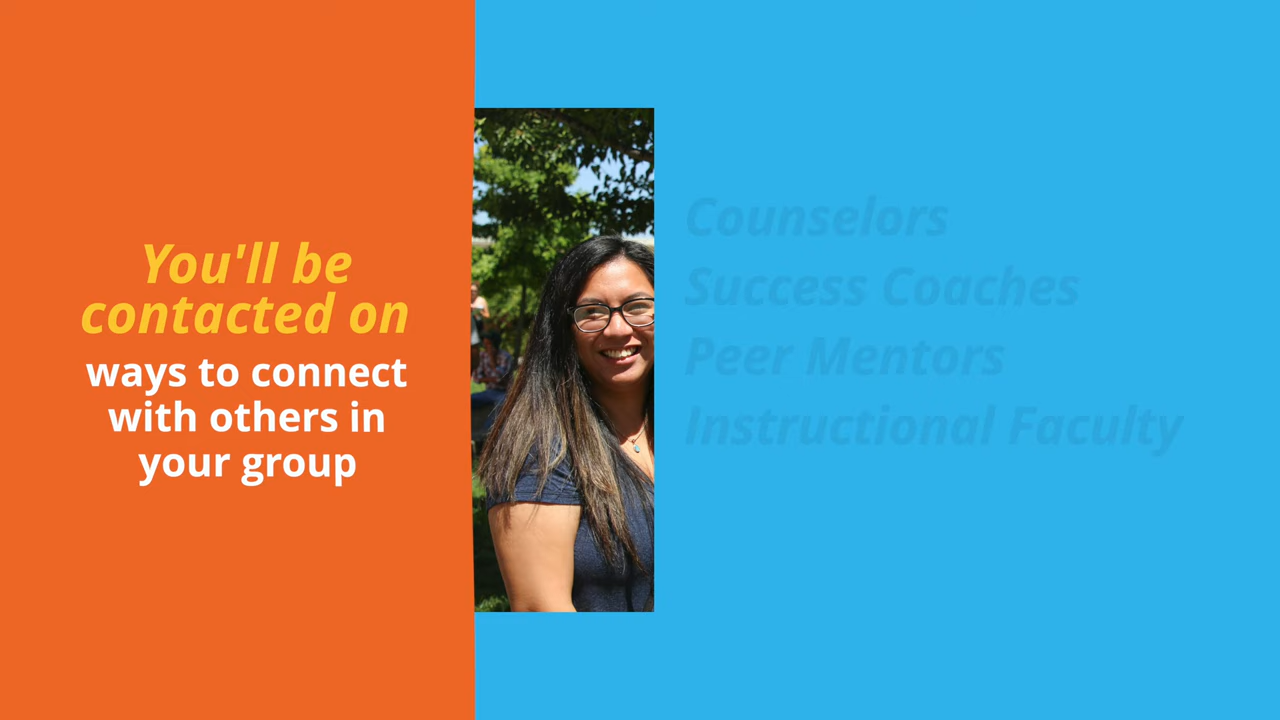 You'll be
contacted on
ways to connect
with others in
your group
Counselors
Success Coaches
Peer Mentors
Instructional Faculty